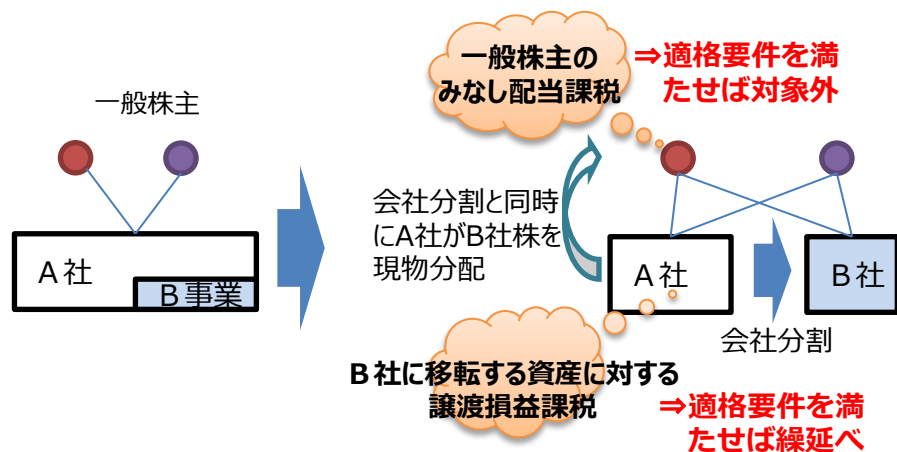 一般株主
A社
B事業
一般株主の
みなし配当課税
⇒適格要件を満
たせば対象外
会社分割と同時
にA社がB社株を
現物分配
A社
B社
会社分割
B社に移転する資産に対する
譲渡損益課税
⇒適格要件を満
たせば繰延べ